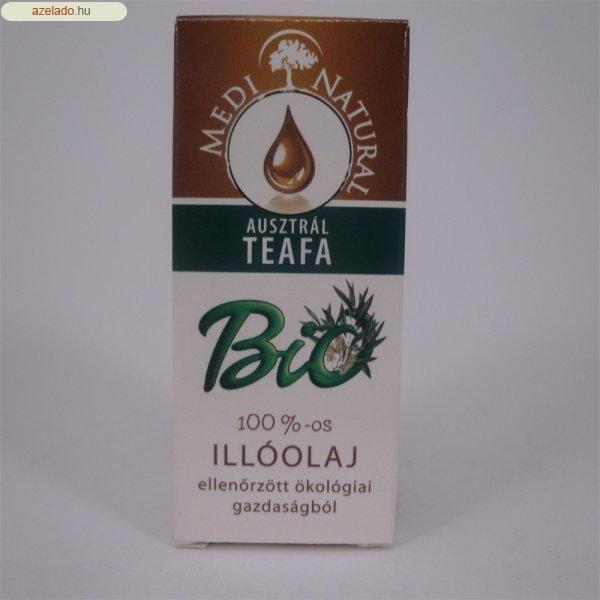 azelado.hu
MEDI NATURAL
AUSZTRÁL
TEAFA
Bio
100 %-os
ILLÓOLAJ
ellenőrzött ökológiai
gazdaságból